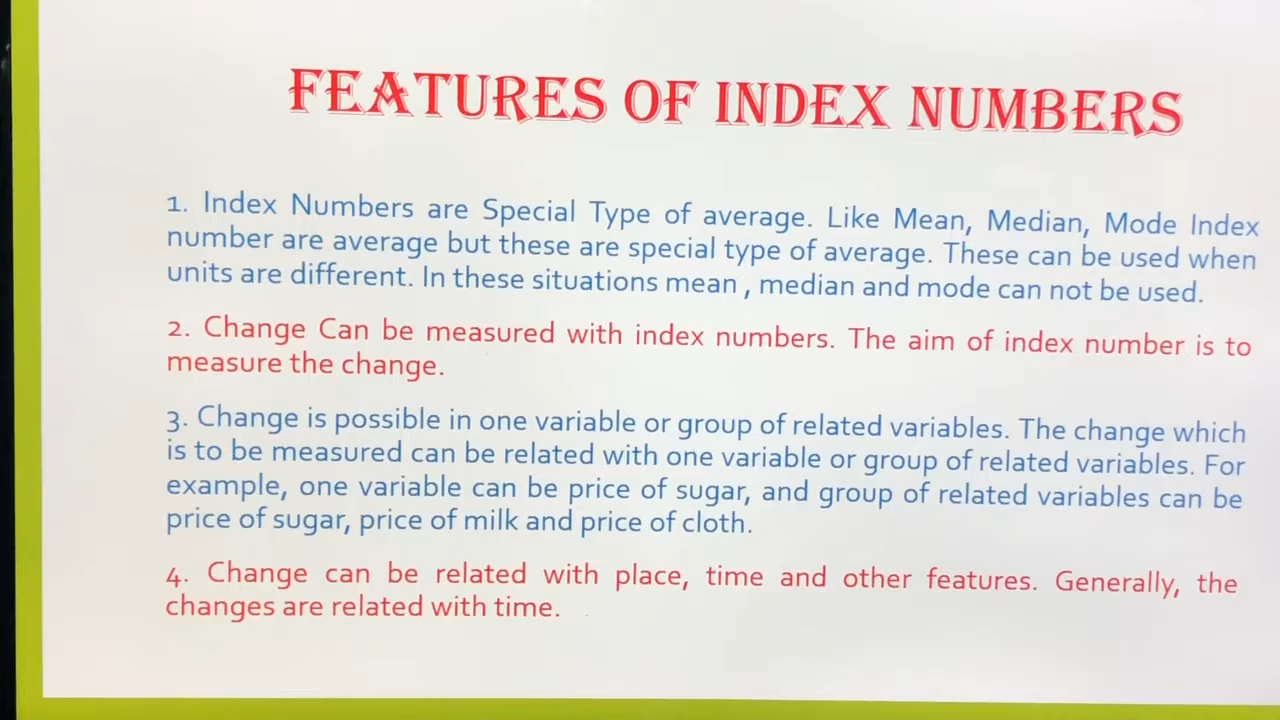 FEATURES OF INDEX NUMBERS
1. Index Numbers are Special Type of average. Like Mean, Median, Mode Index
number are average but these are special type of average. These can be used when
units are different. In these situations mean , median and mode can not be used.
2. Change Can be measured with index numbers. The aim of index number is to
measure the change.
3. Change is possible in one variable or group of related variables. The change which
is to be measured can be related with one variable or group of related variables. For
example, one variable can be price of sugar, and group of related variables can be
price of sugar, price of milk and price of cloth.
4. Change can be related with place, time and other features. Generally, the
changes are related with time.